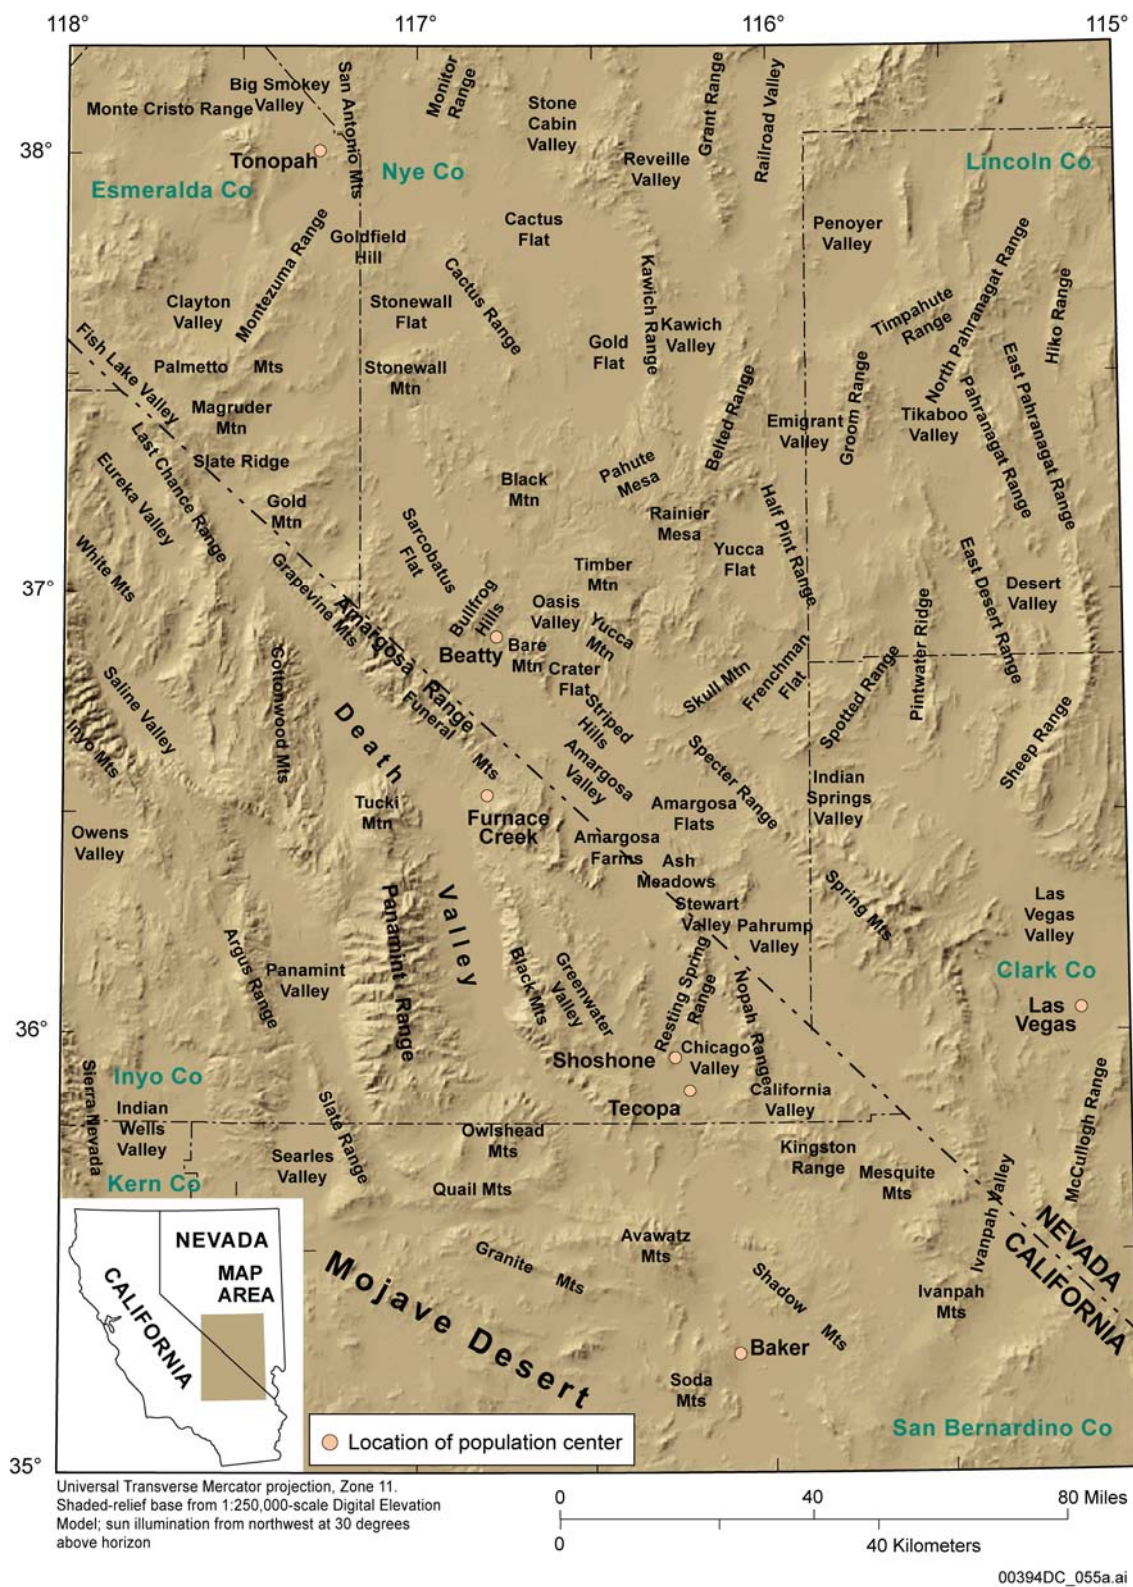 118°
117°
116°
115°
Big Smokey
Valley
Monte Cristo Range
San Antonio Mts
Monitor
Range
Stone
Cabin
Valley
Grant Range
Railroad Valley
38°
Tonopah
Nye Co
Reveille
Valley
Lincoln Co
Esmeralda Co
Goldfield
Hill
Cactus
Flat
Penoyer
Valley
Montezuma Range
Clayton
Valley
Stonewall
Flat
Cactus Range
Kawich Range
Kawich
Valley
Gold
Flat
Timpahute
Range
North Pahranagat Range
Hiko Range
Fish Lake Valley
Palmetto Mts
Stonewall
Mtn
Belted Range
Groom Range
East Pahranagat Range
Pahranagat Range
Magruder
Mtn
Emigrant
Valley
Tikaboo
Valley
Last Chance Range
Slate Ridge
Eureka Valley
Gold
Mtn
Black
Mtn
Pahute
Mesa
Rainier
Mesa
Half Pint Range
White Mts
Sarcobatus
Flat
Yucca
Flat
37°
Timber
Mtn
East Desert Range
Desert
Valley
Grapevine Mts
Amargosa Range
Bullfrog
Hills
Oasis
Valley
Yucca
Mtn
Pintwater Ridge
Beatty
Bare
Mtn
Crater
Flat
Skull Mtn
Frenchman
Flat
Spotted Range
Cottonwood Mts
Saline Valley
Inyo Mts
Funeral
Mts
Striped
Hills
Sheep Range
Death
Valley
Amargosa
Valley
Specter Range
Indian
Springs
Valley
Tucki
Mtn
Furnace
Creek
Amargosa
Flats
Owens
Valley
Amargosa
Farms
Ash
Meadows
Spring Mts
Stewart
Valley
Pahrump
Valley
Las
Vegas
Valley
Panamint Range
Argus Range
Panamint
Valley
Black Mts
Greenwater
Valley
Resting Spring
Range
Nopah Range
Clark Co
Las
Vegas
36°
Shoshone
Chicago
Valley
Sierra Nevada
Inyo Co
Tecopa
California
Valley
McCullogh Range
Indian
Wells
Valley
Slate Range
Searles
Valley
Owlshead
Mts
Kingston
Range
Mesquite
Mts
Kern Co
Quail Mts
Ivanpah Valley
NEVADA
CALIFORNIA
Avawatz
Mts
Granite Mts
Shadow
Mts
Ivanpah
Mts
Mojave Desert
Baker
Soda
Mts
San Bernardino Co
NEVADA
CALIFORNIA
MAP
AREA
Location of population center
35°
Universal Transverse Mercator projection, Zone 11.
Shaded-relief base from 1:250,000-scale Digital Elevation
Model; sun illumination from northwest at 30 degrees
above horizon
0 40 80 Miles
0 40 Kilometers
00394DC_055a.ai